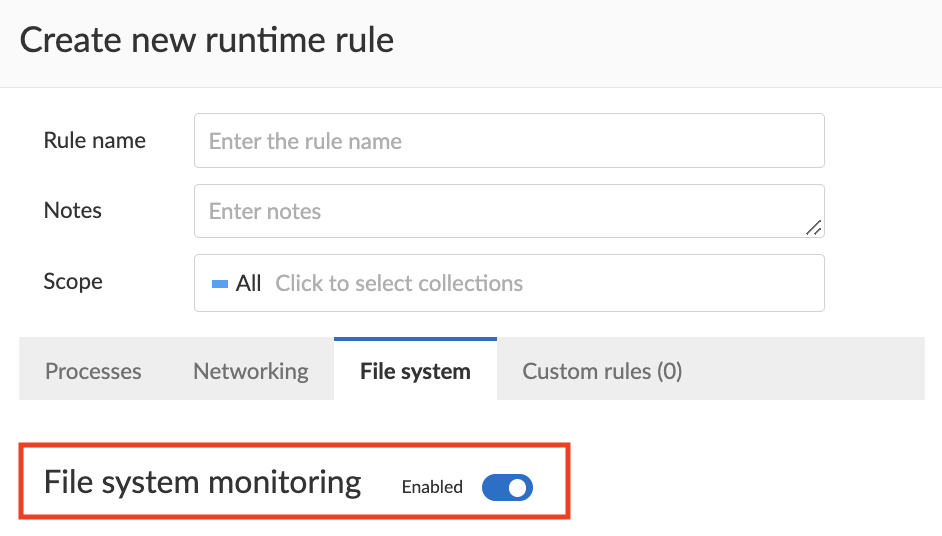 Create new runtime rule
Rule name
Enter the rule name
Notes
Enter notes
Scope
All Click to select collections
Processes Networking File system Custom rules (0)
File system monitoring Enabled